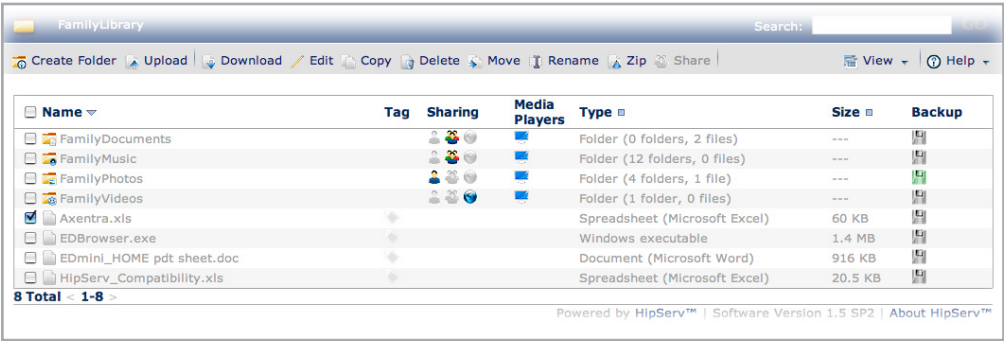 FamilyLibrary Search: GO
Create Folder Upload Download Edit Copy Delete Move Rename Zip Share View Help
Name Tag Sharing Media Players Type Size Backup
FamilyDocuments Folder (0 folders, 2 files) ---
FamilyMusic Folder (12 folders, 0 files) ---
FamilyPhotos Folder (4 folders, 1 file) ---
FamilyVideos Folder (1 folder, 0 files) ---
Axentra.xls Spreadsheet (Microsoft Excel) 60 KB
EDBrowser.exe Windows executable 1.4 MB
EDmini_HOME pdt sheet.doc Document (Microsoft Word) 916 KB
HipServ_Compatibility.xls Spreadsheet (Microsoft Excel) 20.5 KB
8 Total < 1-8 >
Powered by HipServ™ | Software Version 1.5 SP2 | About HipServ™